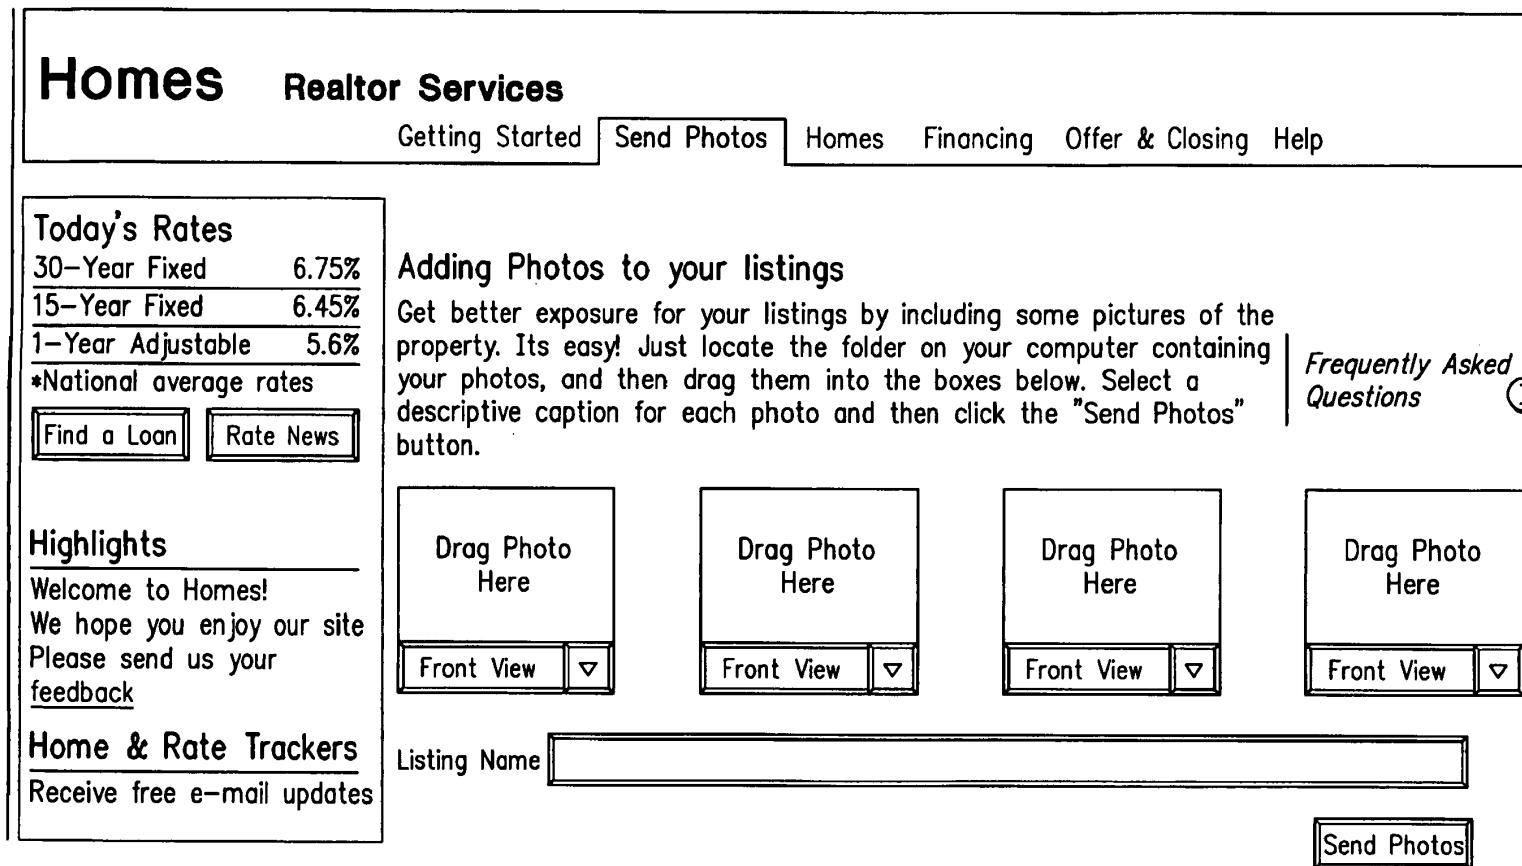 Homes Realtor Services
Getting Started Send Photos Homes Financing Offer & Closing Help
Today's Rates
30-Year Fixed 6.75%
15-Year Fixed 6.45%
1-Year Adjustable 5.6%
*National average rates
Find a Loan Rate News
Highlights
Welcome to Homes!
We hope you enjoy our site
Please send us your
feedback
Home & Rate Trackers
Receive free e-mail updates
Adding Photos to your listings
Get better exposure for your listings by including some pictures of the
property. Its easy! Just locate the folder on your computer containing
your photos, and then drag them into the boxes below. Select a
descriptive caption for each photo and then click the "Send Photos"
button.
Frequently Asked
Questions
Drag Photo
Here
Front View
Drag Photo
Here
Front View
Drag Photo
Here
Front View
Drag Photo
Here
Front View
Listing Name
Send Photos